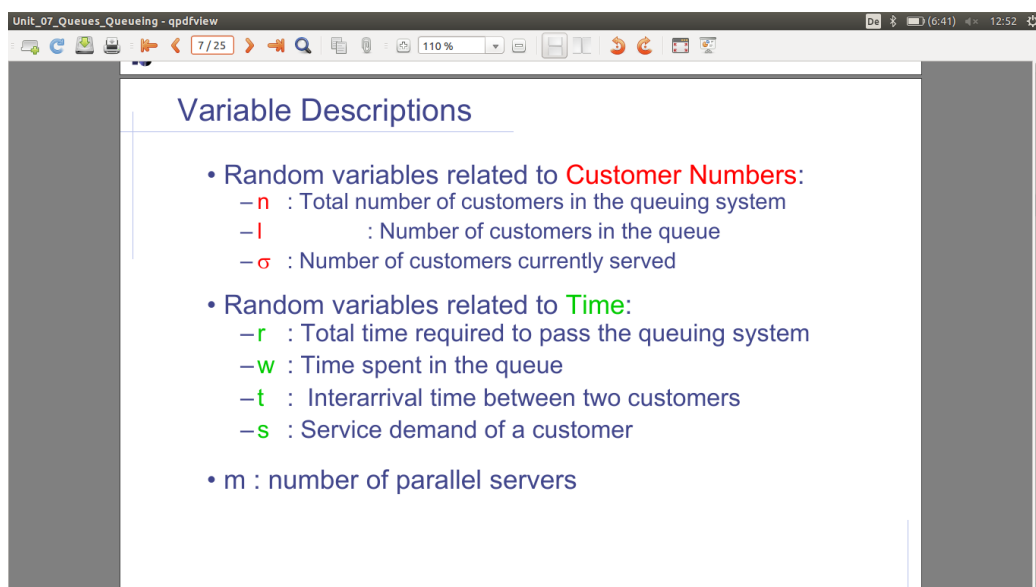 Unit_07_Queues_Queueing - qpdfview
De (6:41) 12:52
7 / 25 110 %
Variable Descriptions
• Random variables related to Customer Numbers:
– n : Total number of customers in the queuing system
– l : Number of customers in the queue
– σ : Number of customers currently served
• Random variables related to Time:
– r : Total time required to pass the queuing system
– w : Time spent in the queue
– t : Interarrival time between two customers
– s : Service demand of a customer
• m : number of parallel servers